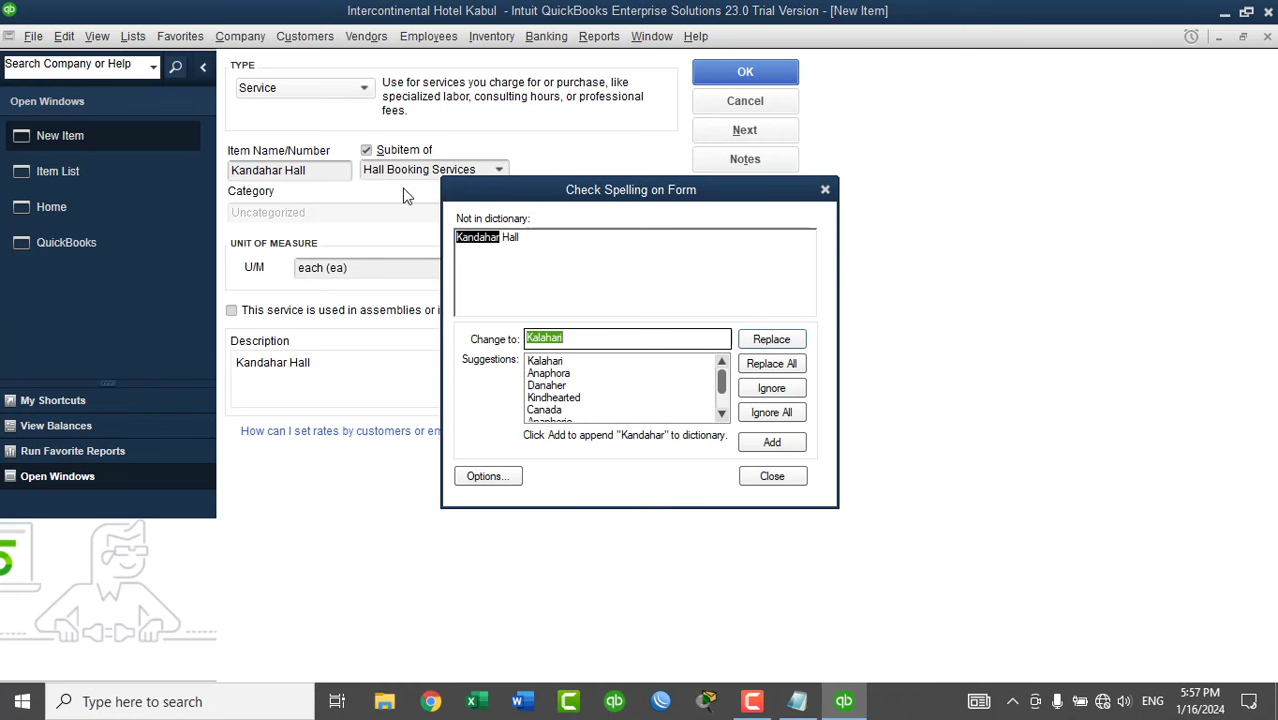 Intercontinental Hotel Kabul - Intuit QuickBooks Enterprise Solutions 23.0 Trial Version - [New Item]
File Edit View Lists Favorites Company Customers Vendors Employees Inventory Banking Reports Window Help
Search Company or Help
Open Windows
New Item
Item List
Home
QuickBooks
My Shortcuts
View Balances
Run Favorite Reports
Open Windows
TYPE
Service
Use for services you charge for or purchase, like
specialized labor, consulting hours, or professional
fees.
OK
Cancel
Next
Notes
Item Name/Number
Subitem of
Kandahar Hall
Hall Booking Services
Category
Uncategorized
UNIT OF MEASURE
U/M
each (ea)
This service is used in assemblies or i
Description
Kandahar Hall
How can I set rates by customers or em
Check Spelling on Form
Not in dictionary:
Kandahar Hall
Change to:
Kalahari
Replace
Suggestions:
Kalahari
Anaphora
Danaher
Kindhearted
Canada
Replace All
Ignore
Ignore All
Click Add to append "Kandahar" to dictionary.
Add
Options...
Close
Type here to search
ENG
5:57 PM
1/16/2024